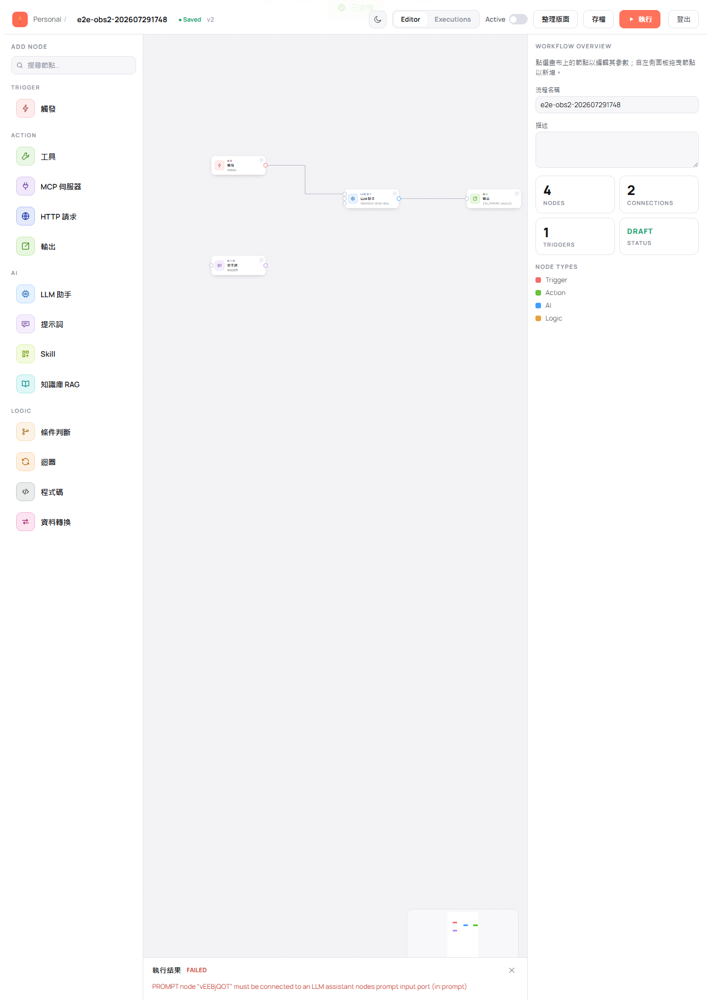 已存檔
Personal /
e2e-obs2-202607291748
Saved
v2
Editor
Executions
Active
整理版面
存檔
執行
登出
ADD NODE
搜尋節點...
TRIGGER
觸發
ACTION
工具
MCP 伺服器
HTTP 請求
輸出
AI
LLM 助手
提示詞
Skill
知識庫 RAG
LOGIC
條件判斷
迴圈
程式碼
資料轉換
觸發
觸發
MANUAL
LLM 助手
LLM 助手
輸出
輸出
提示詞
提示詞
WORKFLOW OVERVIEW
點選畫布上的節點以編輯其參數；自左側面板拖曳節點
以新增。
流程名稱
e2e-obs2-202607291748
描述
4
NODES
2
CONNECTIONS
1
TRIGGERS
DRAFT
STATUS
NODE TYPES
Trigger
Action
AI
Logic
執行結果
FAILED
PROMPT node "vEEBjQOT" must be connected to an LLM assistant nodes prompt input port (in:prompt)